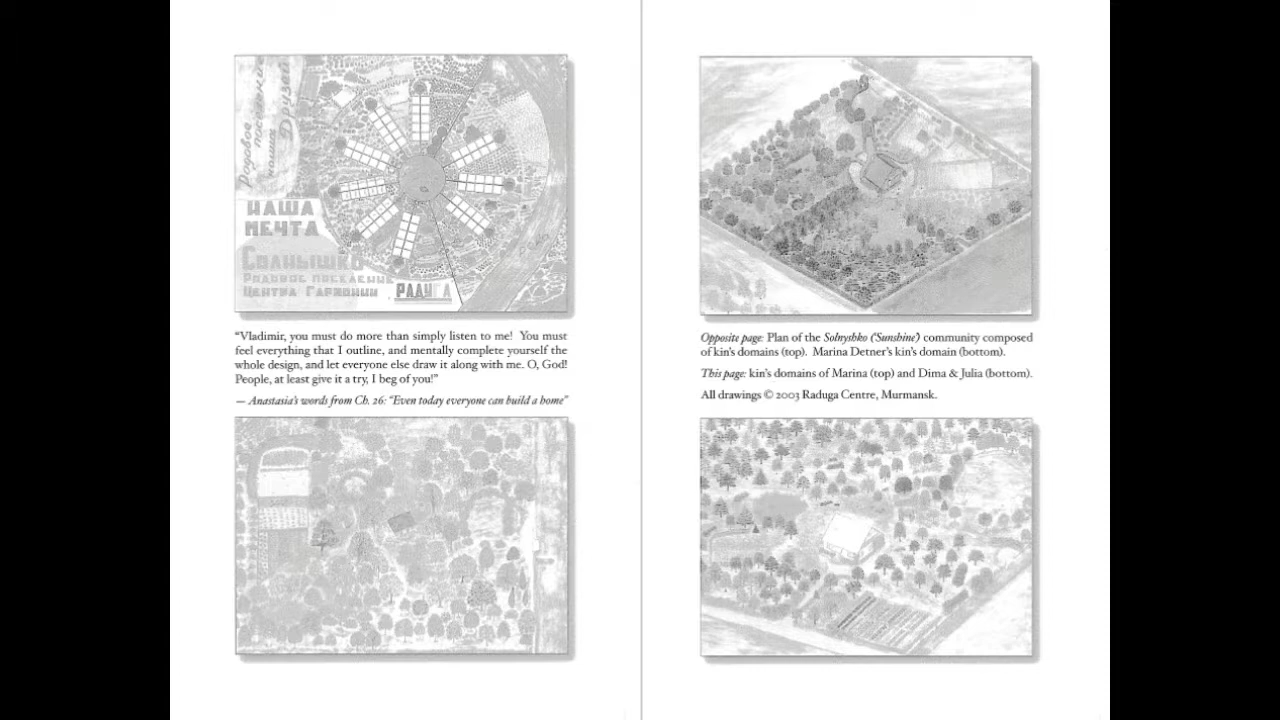 Родовое
поселение
наших
Друзей
НАША
МЕЧТА
Солнышко
Родовое поселение
Центра Гармонии
РАДУГА
“Vladimir, you must do more than simply listen to me! You must
feel everything that I outline, and mentally complete yourself the
whole design, and let everyone else draw it along with me. O, God!
People, at least give it a try, I beg of you!”
— Anastasia’s words from Ch. 26: “Even today everyone can build a home”
Opposite page: Plan of the Solnyshko (‘Sunshine’) community composed
of kin’s domains (top). Marina Detner’s kin’s domain (bottom).
This page: kin’s domains of Marina (top) and Dima & Julia (bottom).
All drawings © 2003 Raduga Centre, Murmansk.